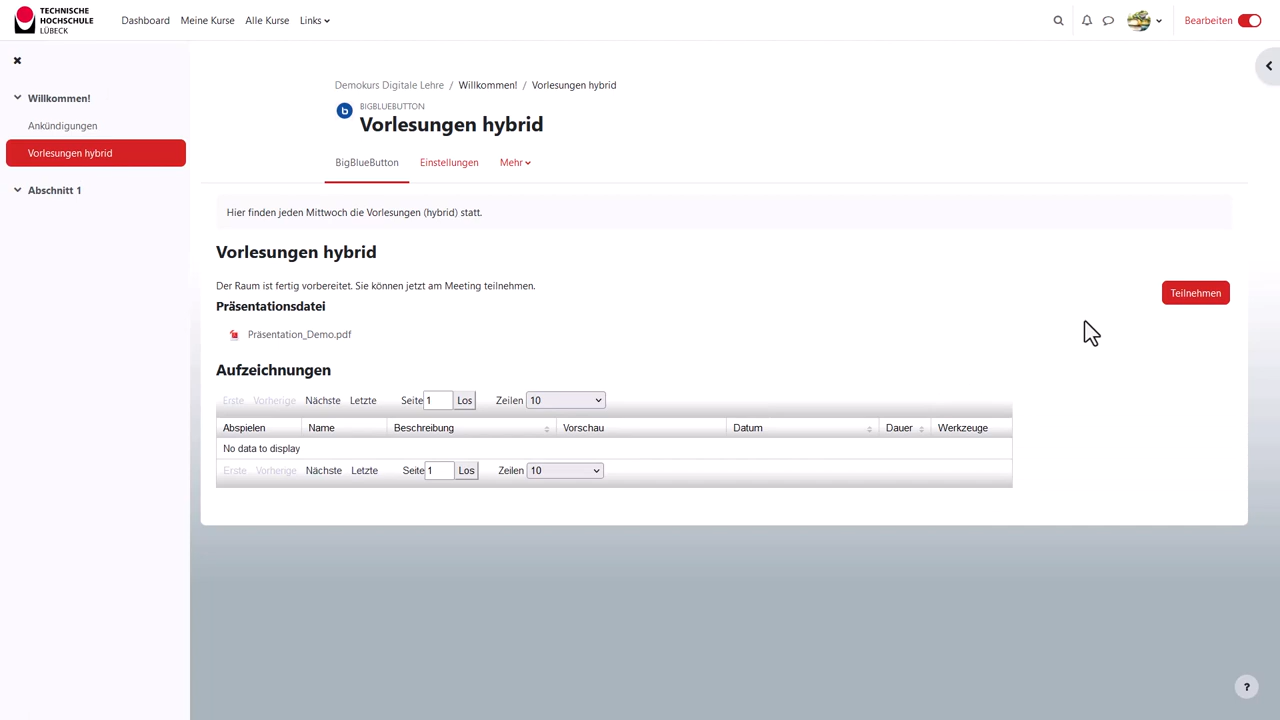 TECHNISCHE
HOCHSCHULE
LÜBECK
Dashboard Meine Kurse Alle Kurse Links
Bearbeiten
Willkommen!
Ankündigungen
Vorlesungen hybrid
Abschnitt 1
Demokurs Digitale Lehre / Willkommen! / Vorlesungen hybrid
b
BIGBLUEBUTTON
Vorlesungen hybrid
BigBlueButton Einstellungen Mehr
Hier finden jeden Mittwoch die Vorlesungen (hybrid) statt.
Vorlesungen hybrid
Der Raum ist fertig vorbereitet. Sie können jetzt am Meeting teilnehmen.
Teilnehmen
Präsentationsdatei
Präsentation_Demo.pdf
Aufzeichnungen
Erste Vorherige Nächste Letzte Seite 1 Los Zeilen 10
Abspielen Name Beschreibung Vorschau Datum Dauer Werkzeuge
No data to display
Erste Vorherige Nächste Letzte Seite 1 Los Zeilen 10
?